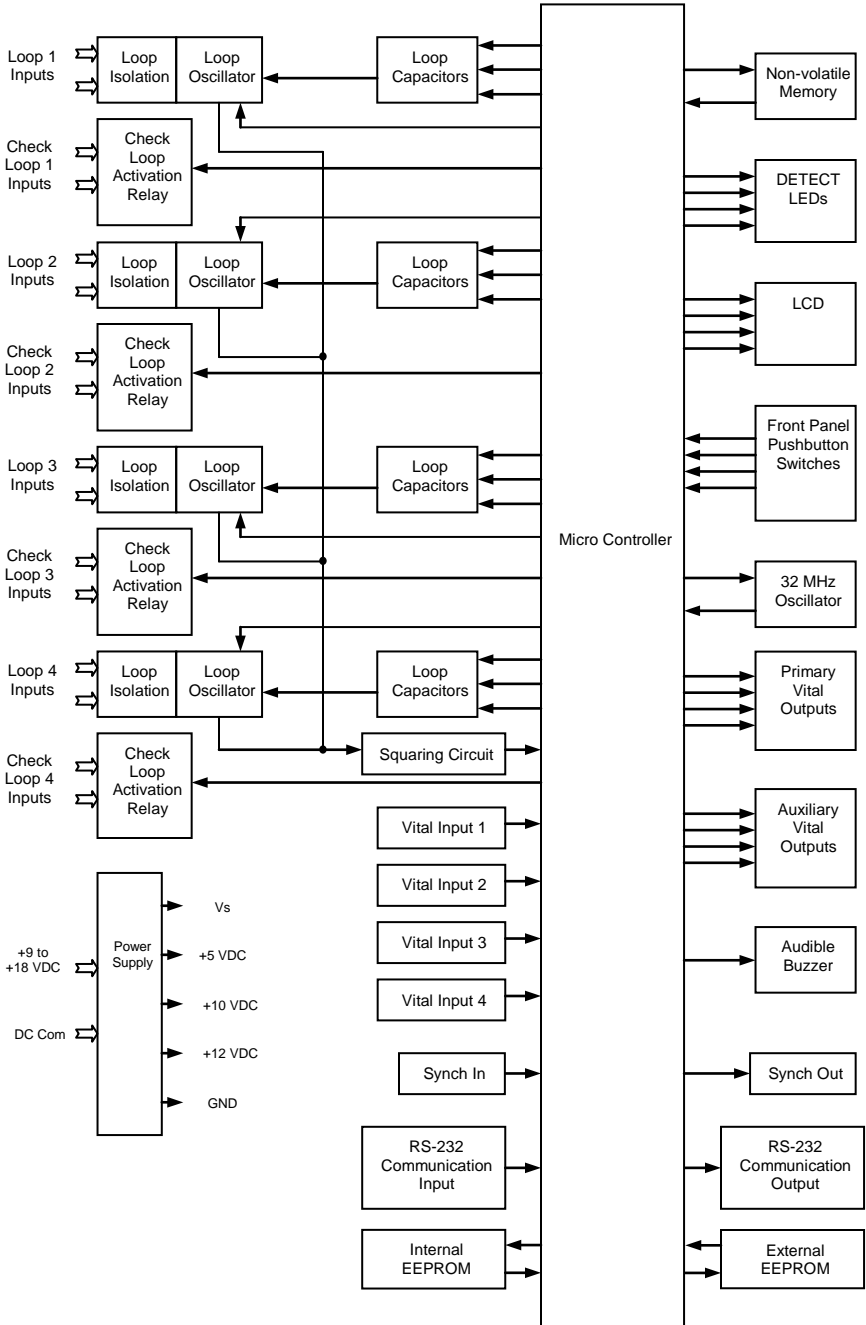 Loop 1
Inputs
Loop
Isolation
Loop
Oscillator
Loop
Capacitors
Check
Loop 1
Inputs
Check
Loop
Activation
Relay
Loop 2
Inputs
Loop
Isolation
Loop
Oscillator
Loop
Capacitors
Check
Loop 2
Inputs
Check
Loop
Activation
Relay
Loop 3
Inputs
Loop
Isolation
Loop
Oscillator
Loop
Capacitors
Check
Loop 3
Inputs
Check
Loop
Activation
Relay
Loop 4
Inputs
Loop
Isolation
Loop
Oscillator
Loop
Capacitors
Squaring Circuit
Check
Loop 4
Inputs
Check
Loop
Activation
Relay
Vital Input 1
Vital Input 2
Vital Input 3
Vital Input 4
+9 to
+18 VDC
DC Com
Power
Supply
Vs
+5 VDC
+10 VDC
+12 VDC
GND
Synch In
RS-232
Communication
Input
Internal
EEPROM
Micro Controller
Non-volatile
Memory
DETECT
LEDs
LCD
Front Panel
Pushbutton
Switches
32 MHz
Oscillator
Primary
Vital
Outputs
Auxiliary
Vital
Outputs
Audible
Buzzer
Synch Out
RS-232
Communication
Output
External
EEPROM